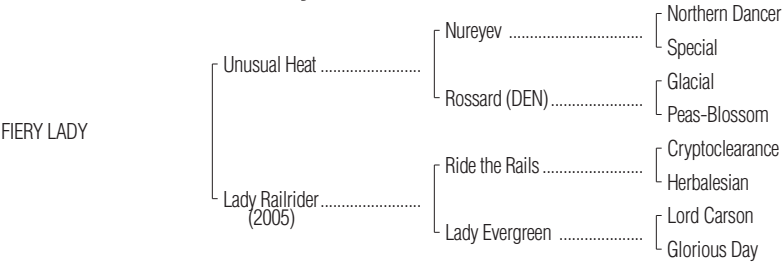 Northern Dancer
Nureyev ................................
Special
Unusual Heat ........................
Glacial
Rossard (DEN)......................
Peas-Blossom
FIERY LADY
Cryptoclearance
Ride the Rails ........................
Herbalesian
Lady Railrider........................
(2005)
Lord Carson
Lady Evergreen ....................
Glorious Day